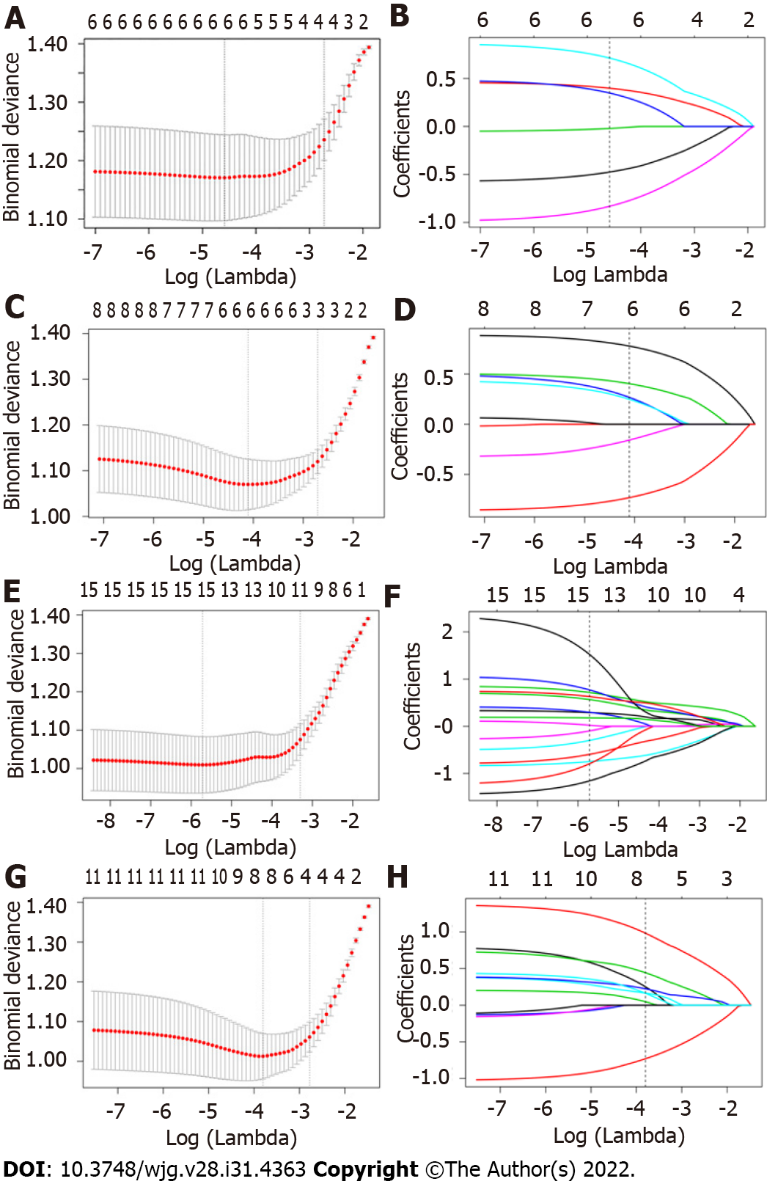 A
6 6 6 6 6 6 6 6 6 5 5 5 4 4 4 3 2
Binomial deviance
1.40
1.30
1.20
1.10
-7 -6 -5 -4 -3 -2
Log (Lambda)
B
6 6 6 6 4 2
Coefficients
0.5
0.0
-0.5
-1.0
-7 -6 -5 -4 -3 -2
Log Lambda
C
8 8 8 8 8 7 7 7 7 6 6 6 6 6 6 3 3 3 2 2
Binomial deviance
1.40
1.30
1.20
1.10
1.00
-7 -6 -5 -4 -3 -2
Log (Lambda)
D
8 8 7 6 6 2
Coefficients
0.5
0.0
-0.5
-7 -6 -5 -4 -3 -2
Log Lambda
E
15 15 15 15 15 15 15 13 13 10 11 9 8 6 1
Binomial deviance
1.40
1.30
1.20
1.10
1.00
-8 -7 -6 -5 -4 -3 -2
Log (Lambda)
F
15 15 15 13 10 10 4
Coefficients
2
1
-0
-1
-8 -7 -6 -5 -4 -3 -2
Log Lambda
G
11 11 11 11 11 11 10 9 8 8 6 4 4 4 2
Binomial deviance
1.40
1.30
1.20
1.10
1.00
-7 -6 -5 -4 -3 -2
Log (Lambda)
H
11 11 10 8 5 3
Coefficients
1.0
0.5
0.0
-0.5
-1.0
-7 -6 -5 -4 -3 -2
Log (Lambda)
DOI: 10.3748/wjg.v28.i31.4363 Copyright ©The Author(s) 2022.